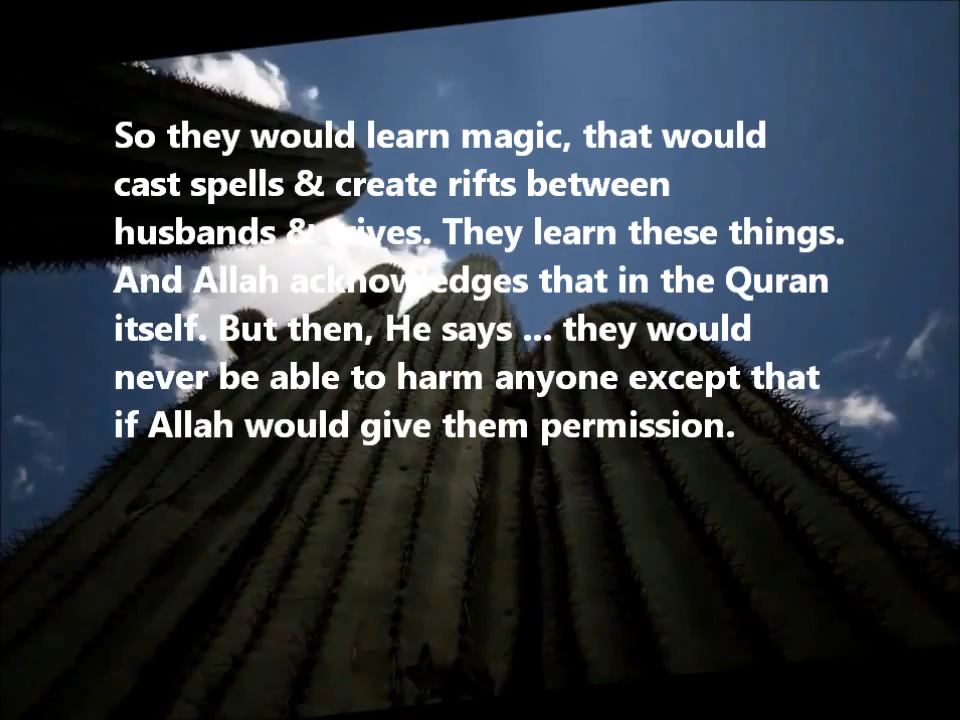 So they would learn magic, that would
cast spells & create rifts between
husbands & wives. They learn these things.
And Allah acknowledges that in the Quran
itself. But then, He says ... they would
never be able to harm anyone except that
if Allah would give them permission.